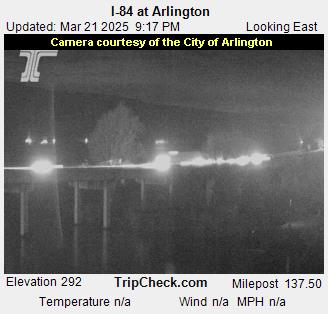 I-84 at Arlington
Updated: Mar 21 2025 9:17 PM Looking East
Camera courtesy of the City of Arlington
Elevation 292 TripCheck.com Milepost 137.50
Temperature n/a Wind n/a MPH n/a